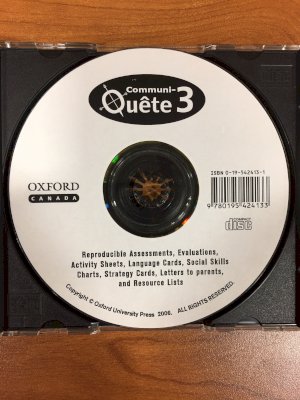 Communi-
Quête 3
ISBN 0-19-542413-1
9 780195 424133
OXFORD
CANADA
COMPACT
disc
Reproducible Assessments, Evaluations,
Activity Sheets, Language Cards, Social Skills
Charts, Strategy Cards, Letters to parents,
and Resource Lists
Copyright © Oxford University Press 2006. ALL RIGHTS RESERVED.